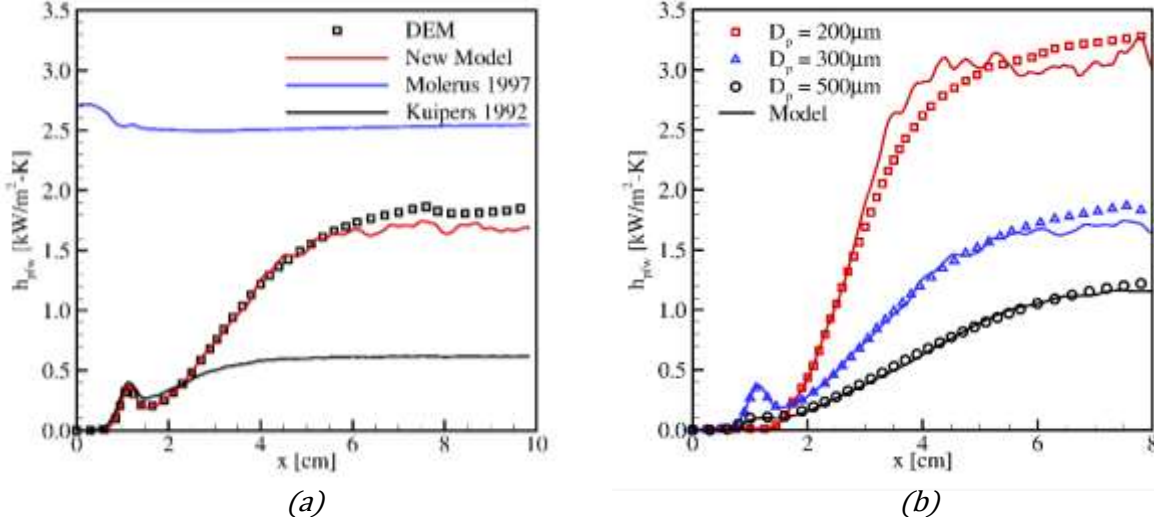 3.5
3.0
2.5
2.0
1.5
1.0
0.5
0.0
h_pfw [kW/m²-K]
DEM
New Model
Molerus 1997
Kuipers 1992
0 2 4 6 8 10
x [cm]
(a)
3.5
3.0
2.5
2.0
1.5
1.0
0.5
0.0
h_pfw [kW/m²-K]
D_p = 200μm
D_p = 300μm
D_p = 500μm
Model
0 2 4 6 8
x [cm]
(b)